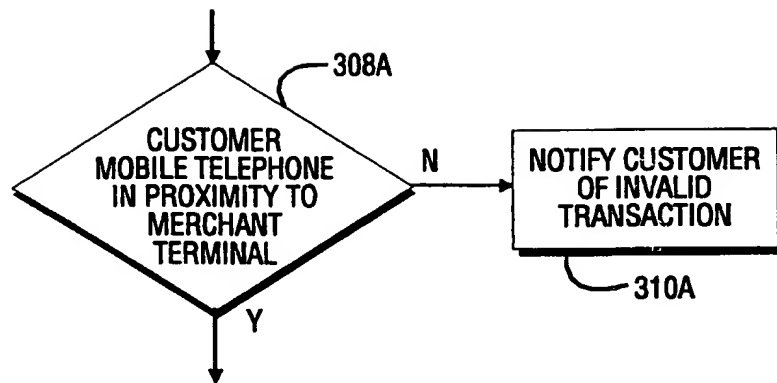 308A
CUSTOMER
MOBILE TELEPHONE
IN PROXIMITY TO
MERCHANT
TERMINAL
N
NOTIFY CUSTOMER
OF INVALID
TRANSACTION
310A
Y